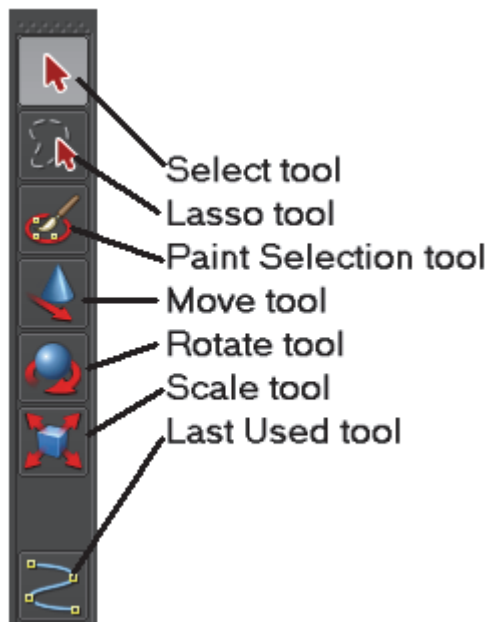 Select tool
Lasso tool
Paint Selection tool
Move tool
Rotate tool
Scale tool
Last Used tool